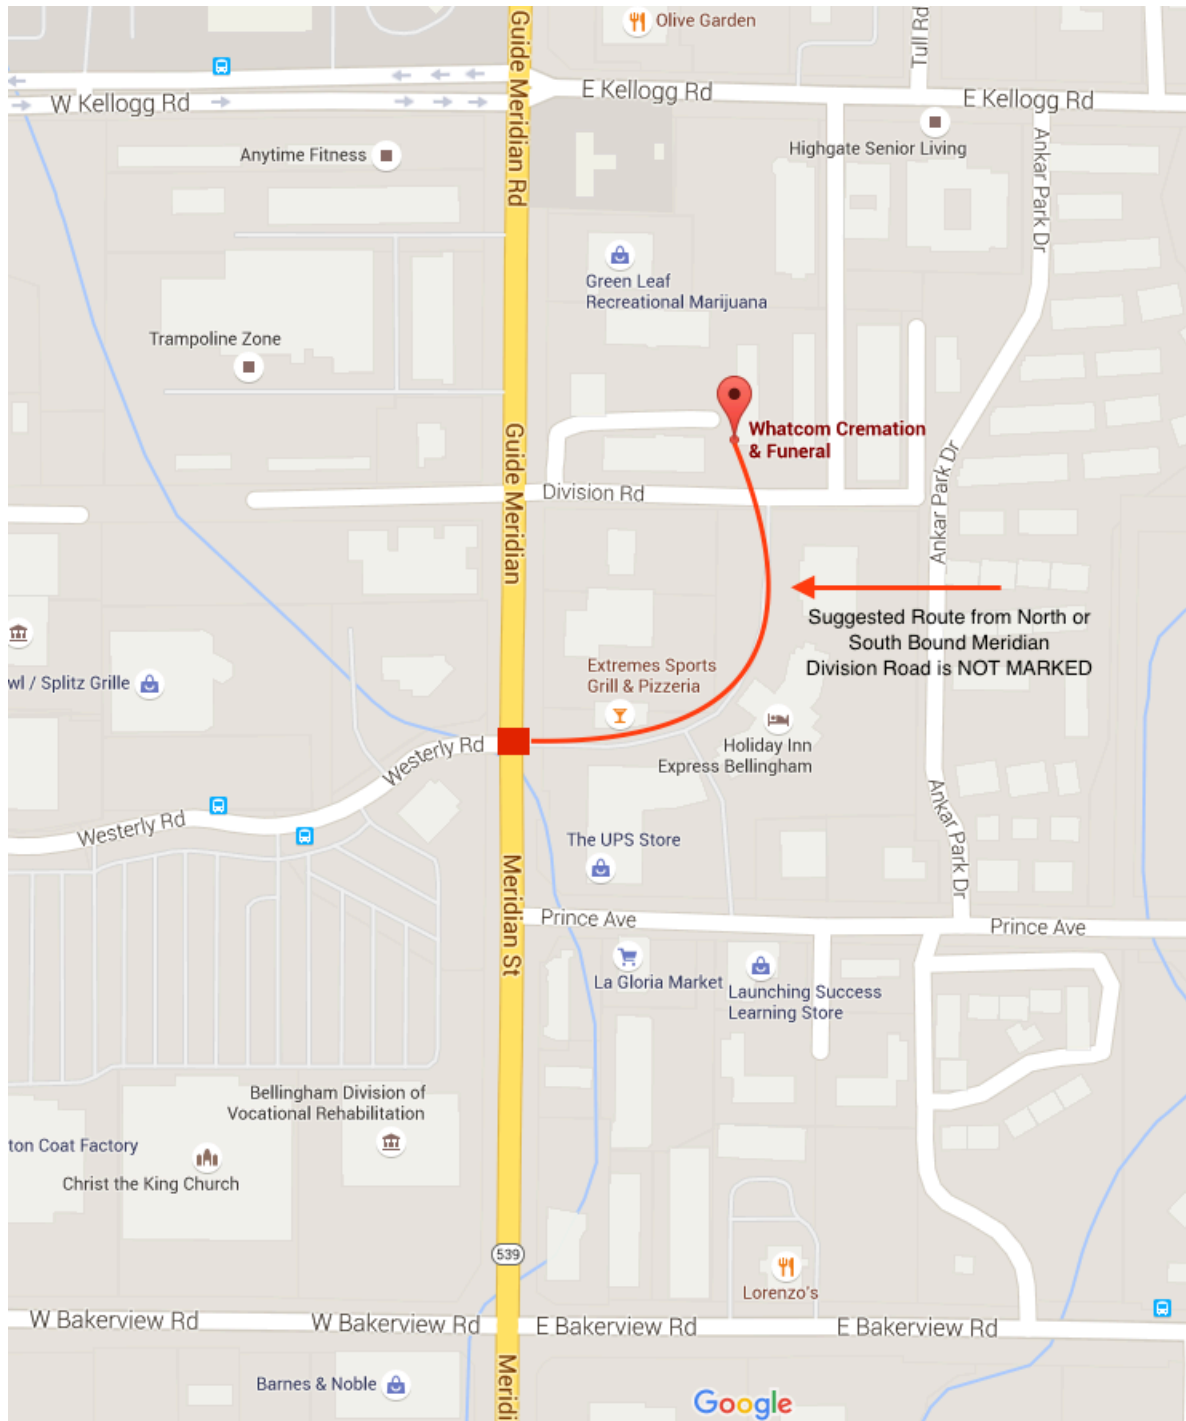 Olive Garden
Guide Meridian Rd
Tull Rd
W Kellogg Rd
E Kellogg Rd
E Kellogg Rd
Anytime Fitness
Highgate Senior Living
Ankar Park Dr
Green Leaf
Recreational Marijuana
Trampoline Zone
Whatcom Cremation
& Funeral
Guide Meridian
Division Rd
Ankar Park Dr
Suggested Route from North or
South Bound Meridian
Division Road is NOT MARKED
Extremes Sports
Grill & Pizzeria
wl / Splitz Grille
Westerly Rd
Holiday Inn
Express Bellingham
Westerly Rd
Ankar Park Dr
The UPS Store
Meridian St
Prince Ave
Prince Ave
La Gloria Market
Launching Success
Learning Store
Bellingham Division of
Vocational Rehabilitation
ton Coat Factory
Christ the King Church
539
Lorenzo's
W Bakerview Rd
W Bakerview Rd
E Bakerview Rd
E Bakerview Rd
Meridi
Barnes & Noble
Google